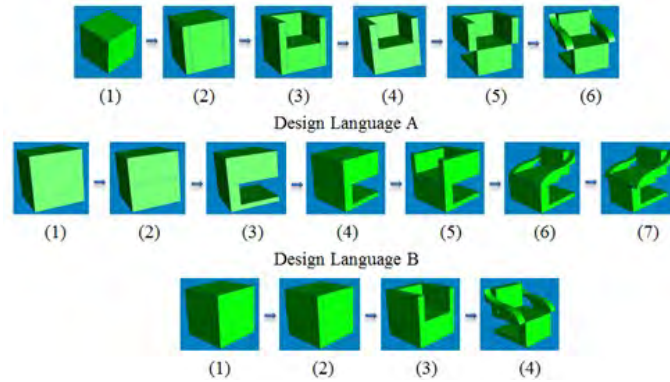 (1) (2) (3) (4) (5) (6)
Design Language A
(1) (2) (3) (4) (5) (6) (7)
Design Language B
(1) (2) (3) (4)